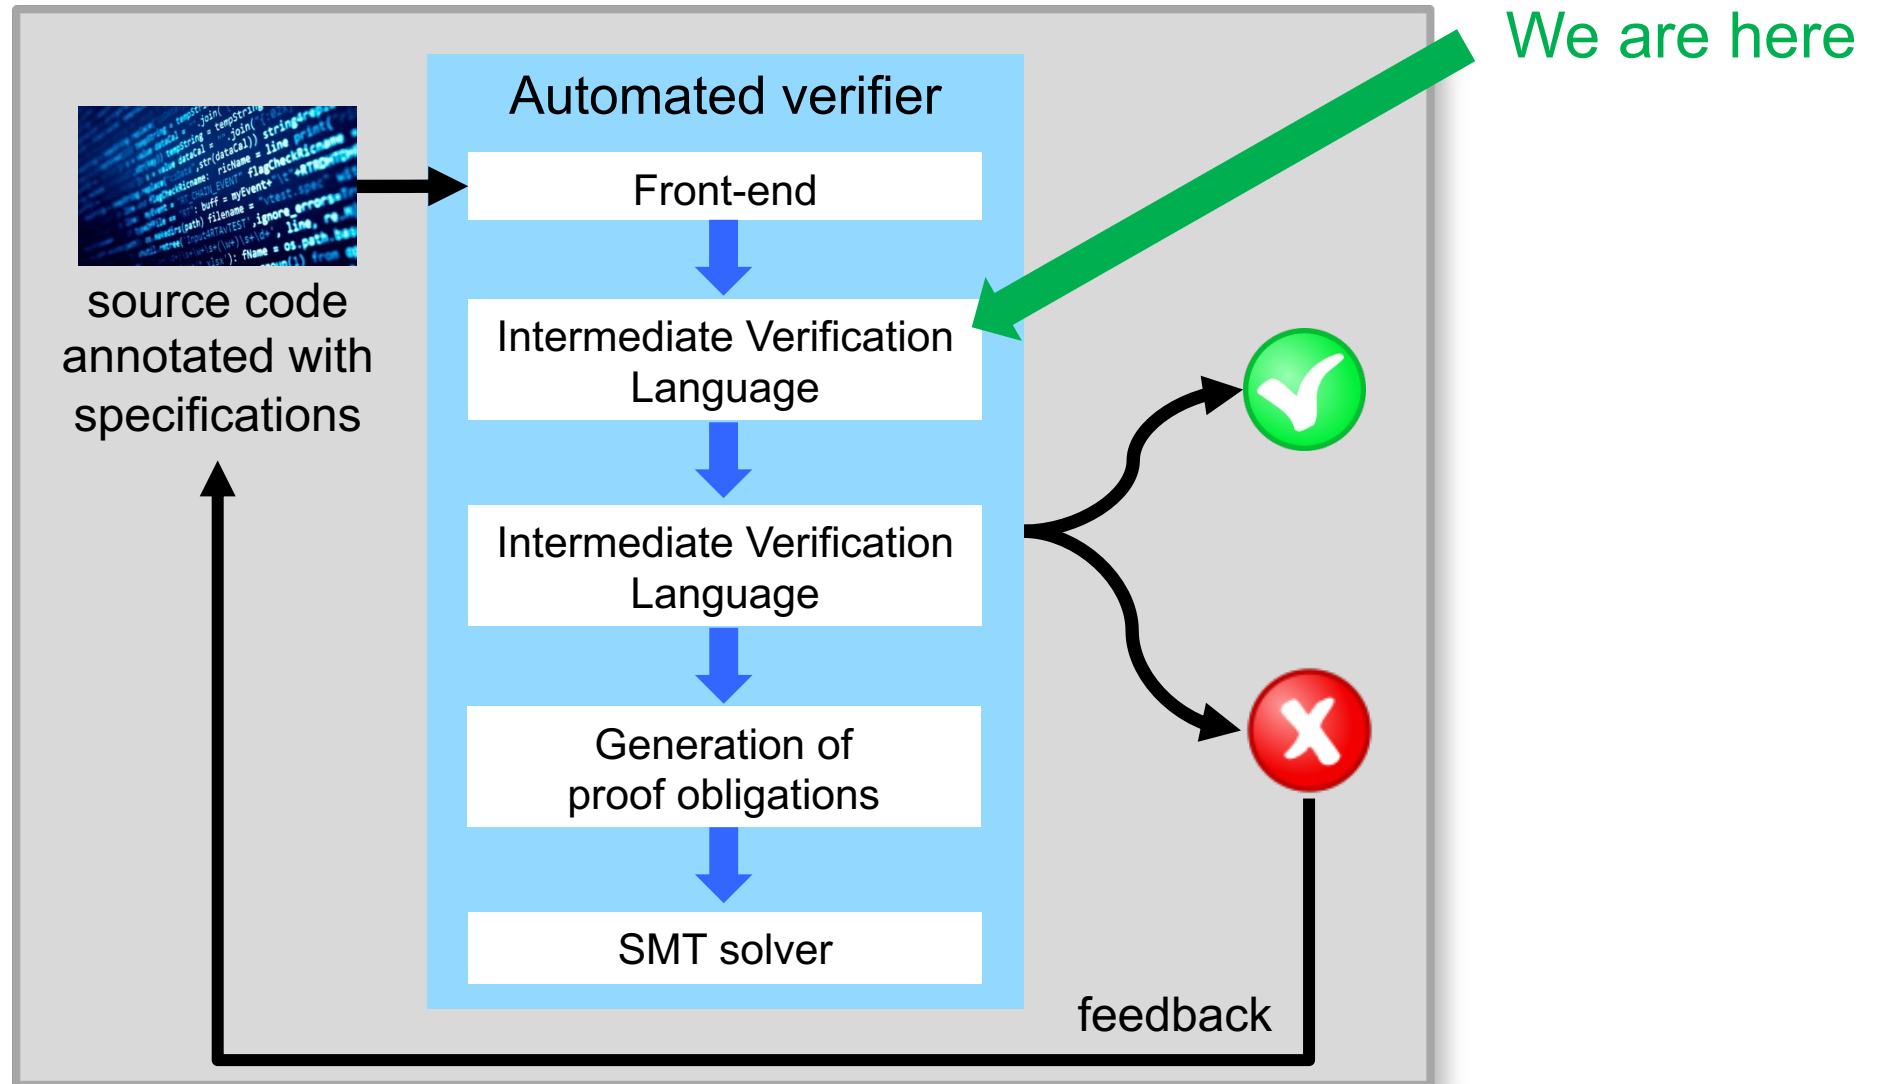 We are here
Automated verifier
Front-end
source code
annotated with
specifications
Intermediate Verification
Language
Intermediate Verification
Language
Generation of
proof obligations
SMT solver
feedback